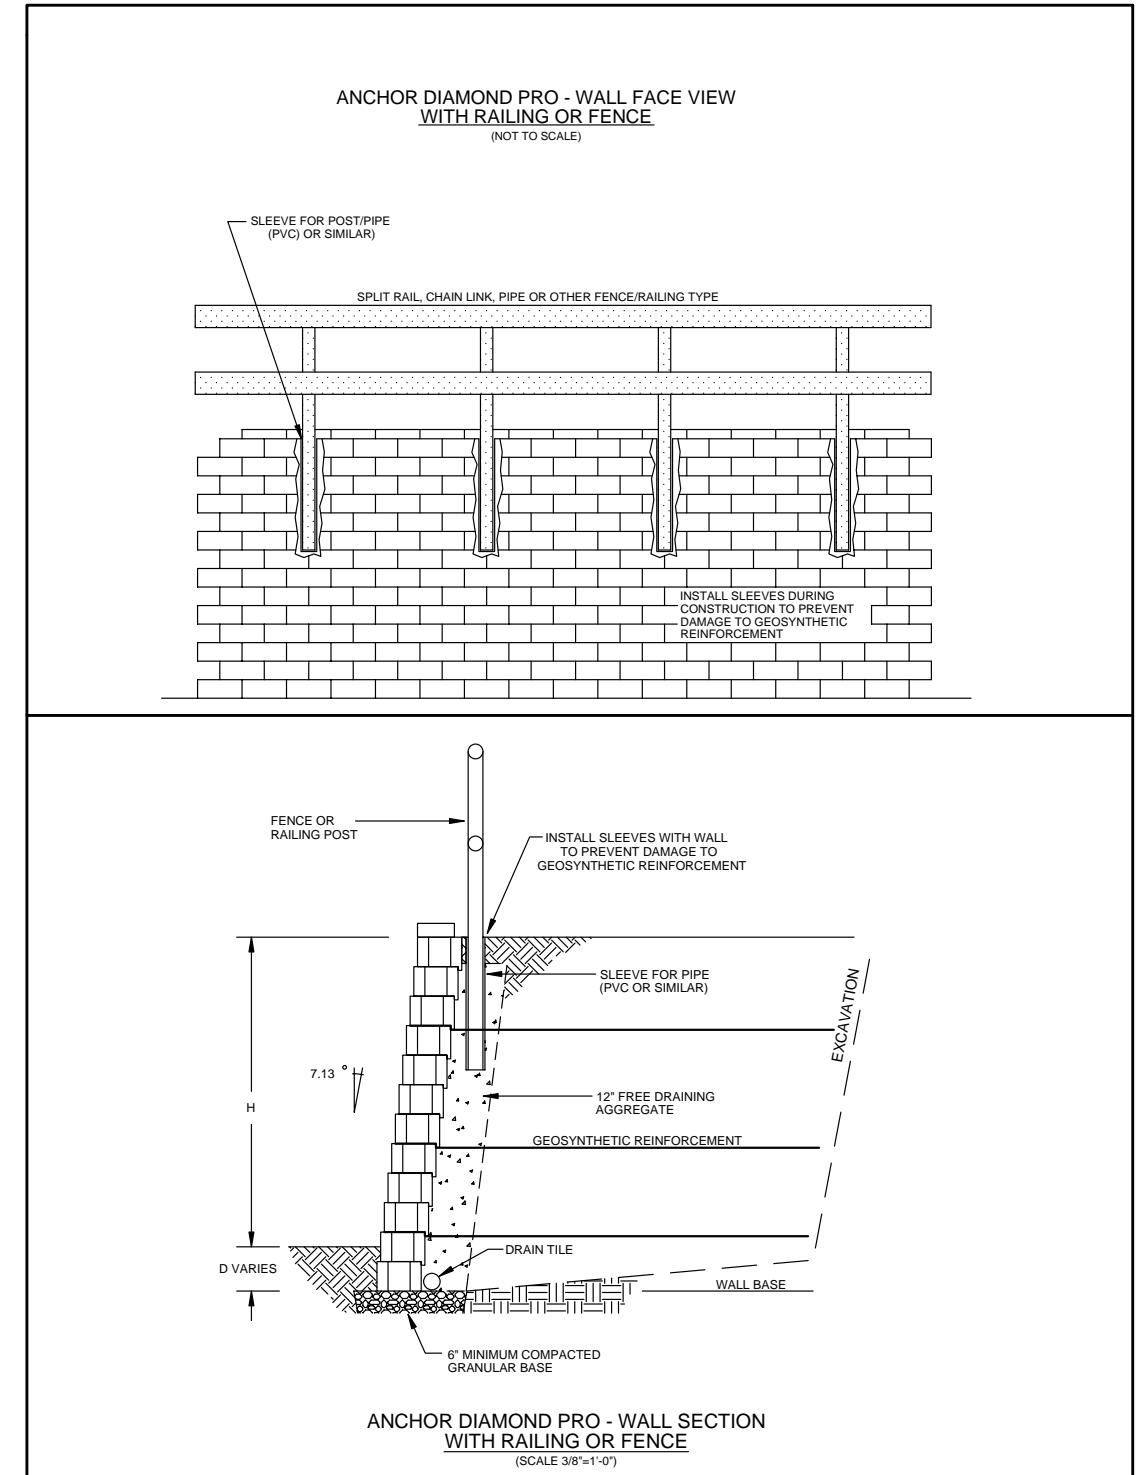 ANCHOR DIAMOND PRO - WALL FACE VIEW
WITH RAILING OR FENCE
(NOT TO SCALE)
SLEEVE FOR POST/PIPE
(PVC) OR SIMILAR)
SPLIT RAIL, CHAIN LINK, PIPE OR OTHER FENCE/RAILING TYPE
INSTALL SLEEVES DURING
CONSTRUCTION TO PREVENT
DAMAGE TO GEOSYNTHETIC
REINFORCEMENT
FENCE OR
RAILING POST
INSTALL SLEEVES WITH WALL
TO PREVENT DAMAGE TO
GEOSYNTHETIC REINFORCEMENT
SLEEVE FOR PIPE
(PVC OR SIMILAR)
EXCAVATION
7.13 °
H
12" FREE DRAINING
AGGREGATE
GEOSYNTHETIC REINFORCEMENT
DRAIN TILE
D VARIES
WALL BASE
6" MINIMUM COMPACTED
GRANULAR BASE
ANCHOR DIAMOND PRO - WALL SECTION
WITH RAILING OR FENCE
(SCALE 3/8"=1'-0")